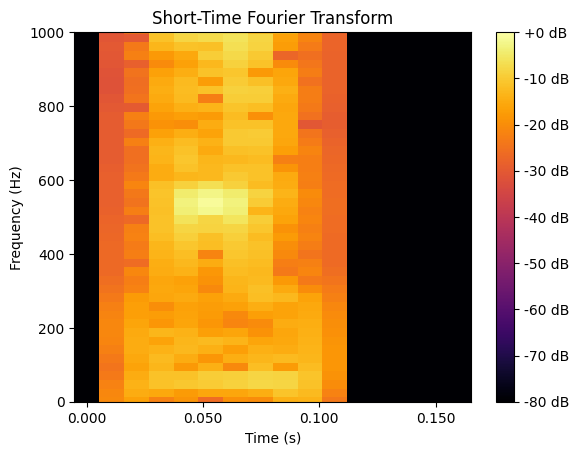 Short-Time Fourier Transform
1000
800
600
400
200
0
Frequency (Hz)
0.000
0.050
0.100
0.150
Time (s)
+0 dB
-10 dB
-20 dB
-30 dB
-40 dB
-50 dB
-60 dB
-70 dB
-80 dB